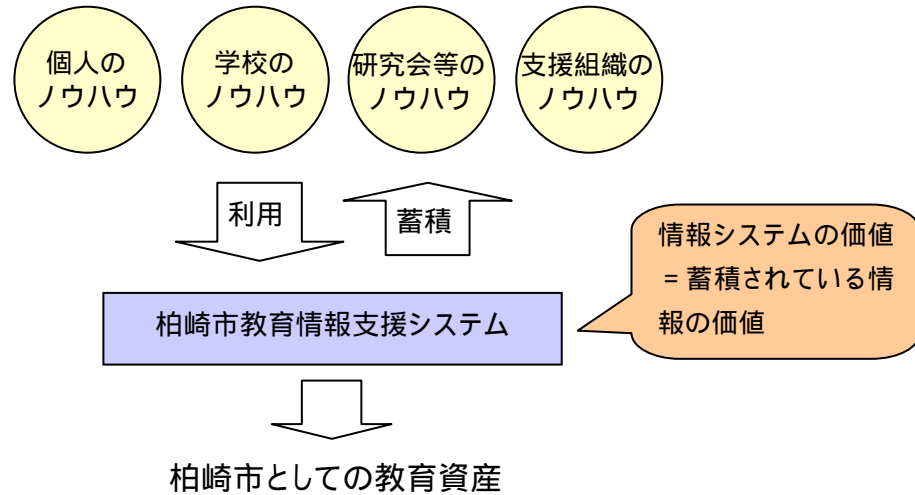 個人の
ノウハウ
学校の
ノウハウ
研究会等の
ノウハウ
支援組織の
ノウハウ
利用
蓄積
情報システムの価値
= 蓄積されている情
報の価値
柏崎市教育情報支援システム
柏崎市としての教育資産